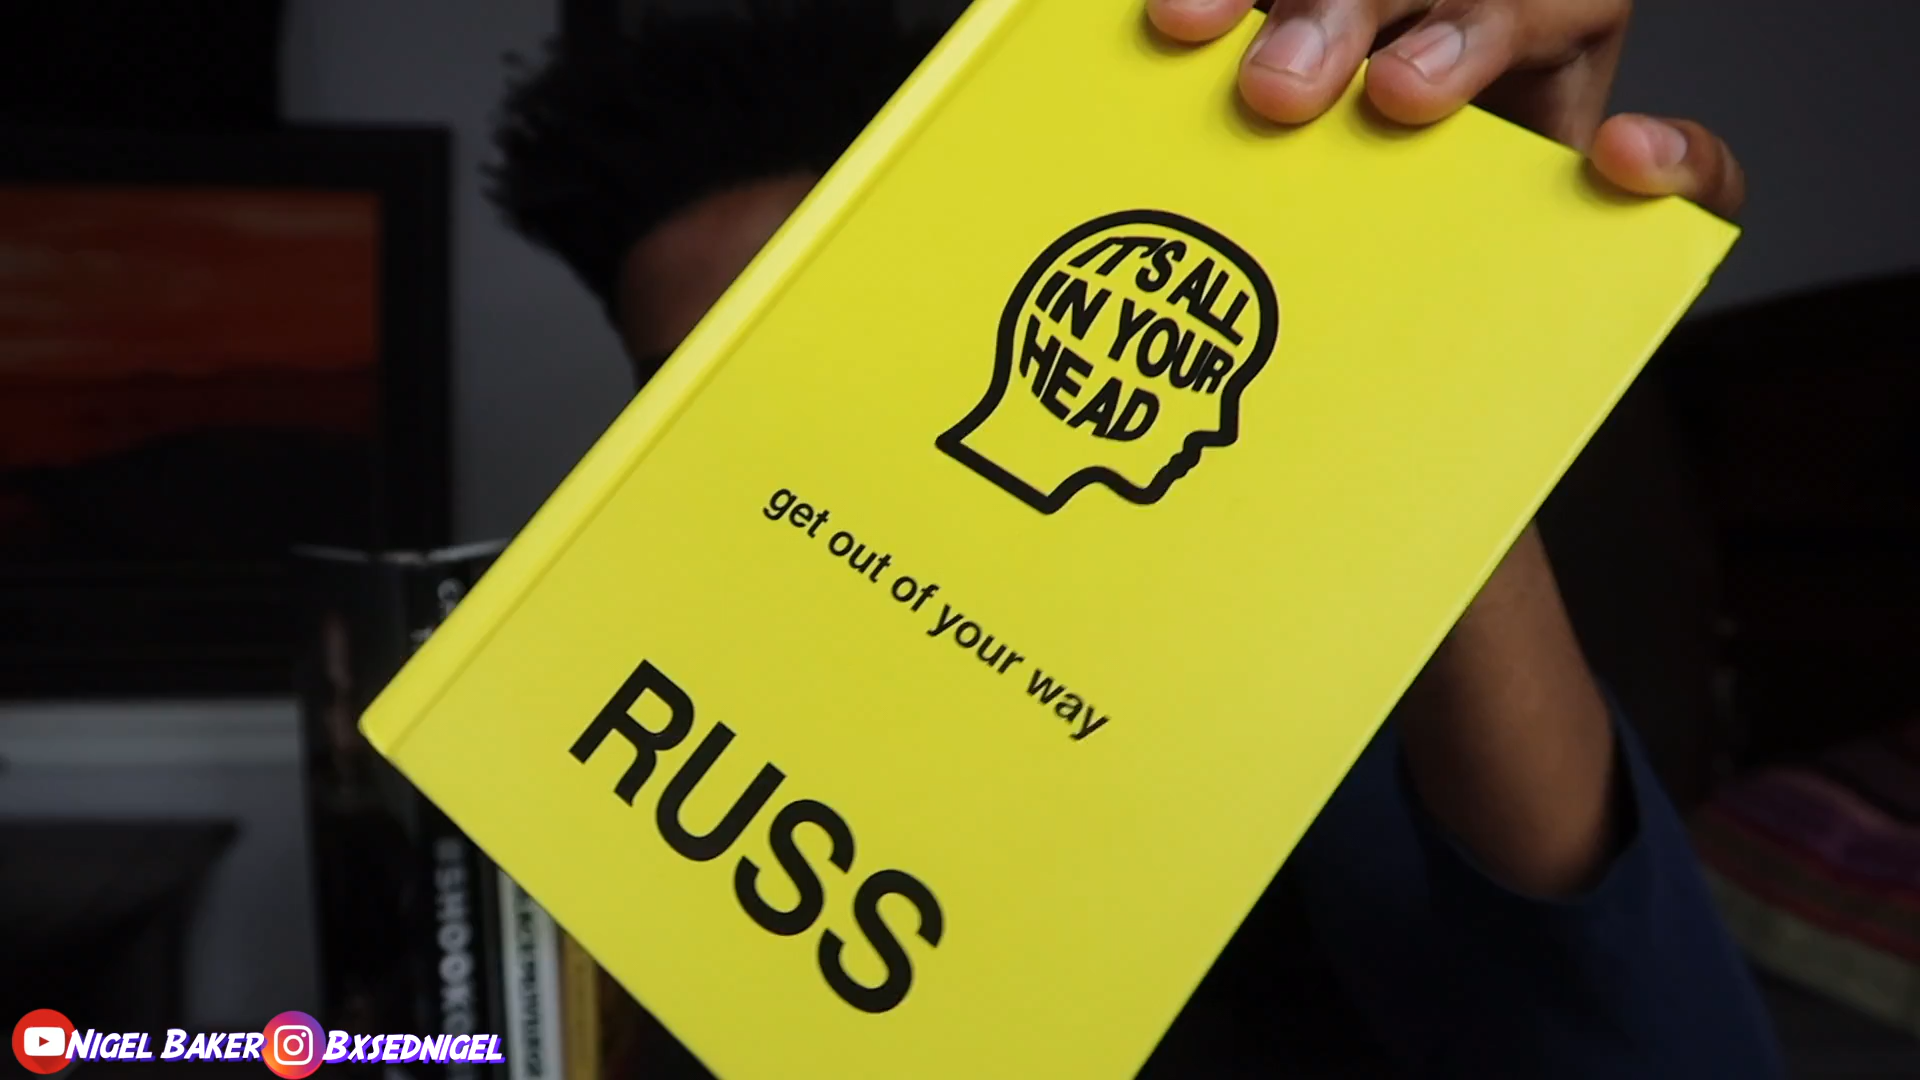 IT'S ALL
IN YOUR
HEAD
get out of your way
RUSS
NIGEL BAKER
BXSEDNIGEL